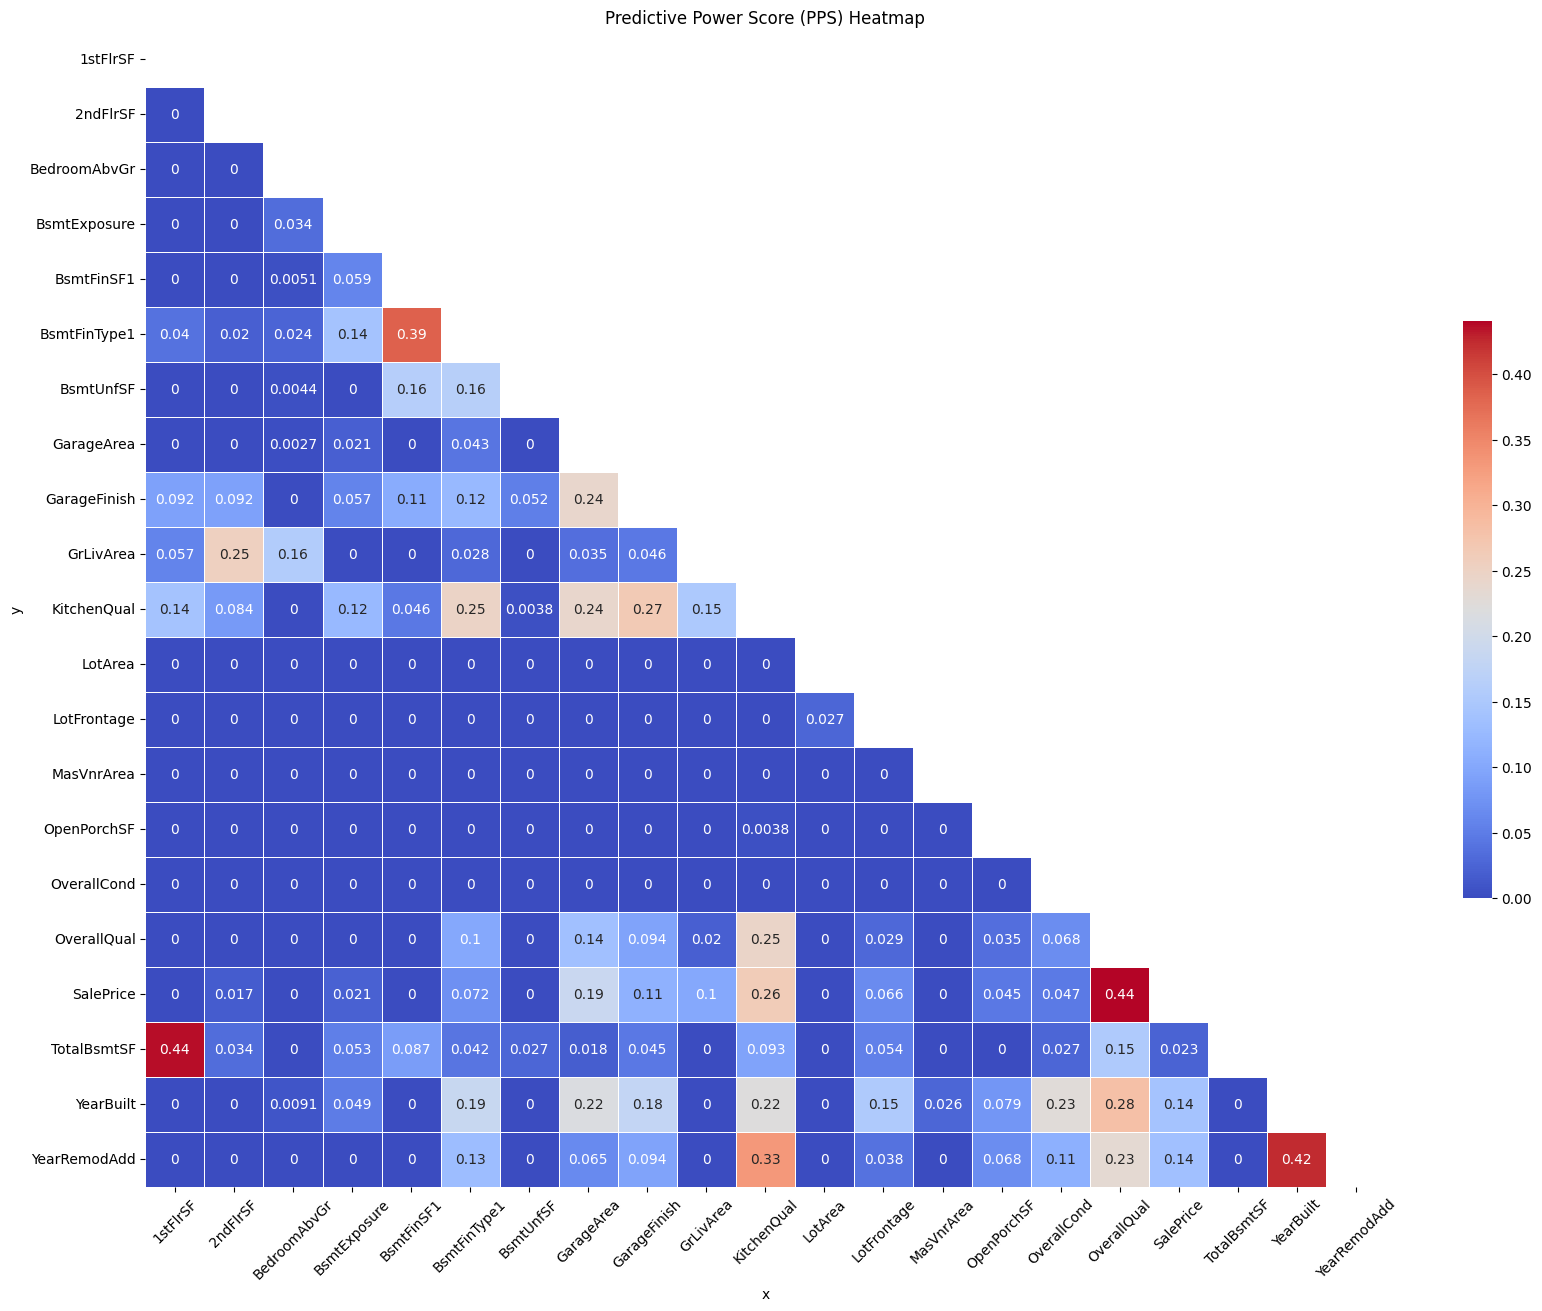 Predictive Power Score (PPS) Heatmap
1stFlrSF
2ndFlrSF 0
BedroomAbvGr 0 0
BsmtExposure 0 0 0.034
BsmtFinSF1 0 0 0.0051 0.059
BsmtFinType1 0.04 0.02 0.024 0.14 0.39
BsmtUnfSF 0 0 0.0044 0 0.16 0.16
GarageArea 0 0 0.0027 0.021 0 0.043 0
GarageFinish 0.092 0.092 0 0.057 0.11 0.12 0.052 0.24
GrLivArea 0.057 0.25 0.16 0 0 0.028 0 0.035 0.046
KitchenQual 0.14 0.084 0 0.12 0.046 0.25 0.0038 0.24 0.27 0.15
LotArea 0 0 0 0 0 0 0 0 0 0 0
LotFrontage 0 0 0 0 0 0 0 0 0 0 0 0.027
MasVnrArea 0 0 0 0 0 0 0 0 0 0 0 0 0
OpenPorchSF 0 0 0 0 0 0 0 0 0 0 0.0038 0 0 0
OverallCond 0 0 0 0 0 0 0 0 0 0 0 0 0 0 0
OverallQual 0 0 0 0 0 0.1 0 0.14 0.094 0.02 0.25 0 0.029 0 0.035 0.068
SalePrice 0 0.017 0 0.021 0 0.072 0 0.19 0.11 0.1 0.26 0 0.066 0 0.045 0.047 0.44
TotalBsmtSF 0.44 0.034 0 0.053 0.087 0.042 0.027 0.018 0.045 0 0.093 0 0.054 0 0 0.027 0.15 0.023
YearBuilt 0 0 0.0091 0.049 0 0.19 0 0.22 0.18 0 0.22 0 0.15 0.026 0.079 0.23 0.28 0.14 0
YearRemodAdd 0 0 0 0 0 0.13 0 0.065 0.094 0 0.33 0 0.038 0 0.068 0.11 0.23 0.14 0 0.42
y
1stFlrSF 2ndFlrSF BedroomAbvGr BsmtExposure BsmtFinSF1 BsmtFinType1 BsmtUnfSF GarageArea GarageFinish GrLivArea KitchenQual LotArea LotFrontage MasVnrArea OpenPorchSF OverallCond OverallQual SalePrice TotalBsmtSF YearBuilt YearRemodAdd
x
0.40
0.35
0.30
0.25
0.20
0.15
0.10
0.05
0.00